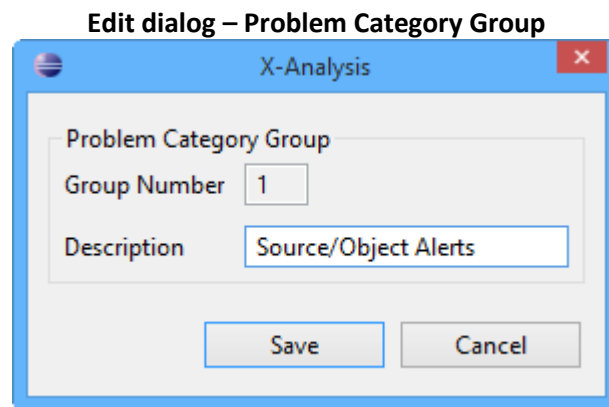 Edit dialog – Problem Category Group
X-Analysis
Problem Category Group
Group Number 1
Description Source/Object Alerts
Save Cancel